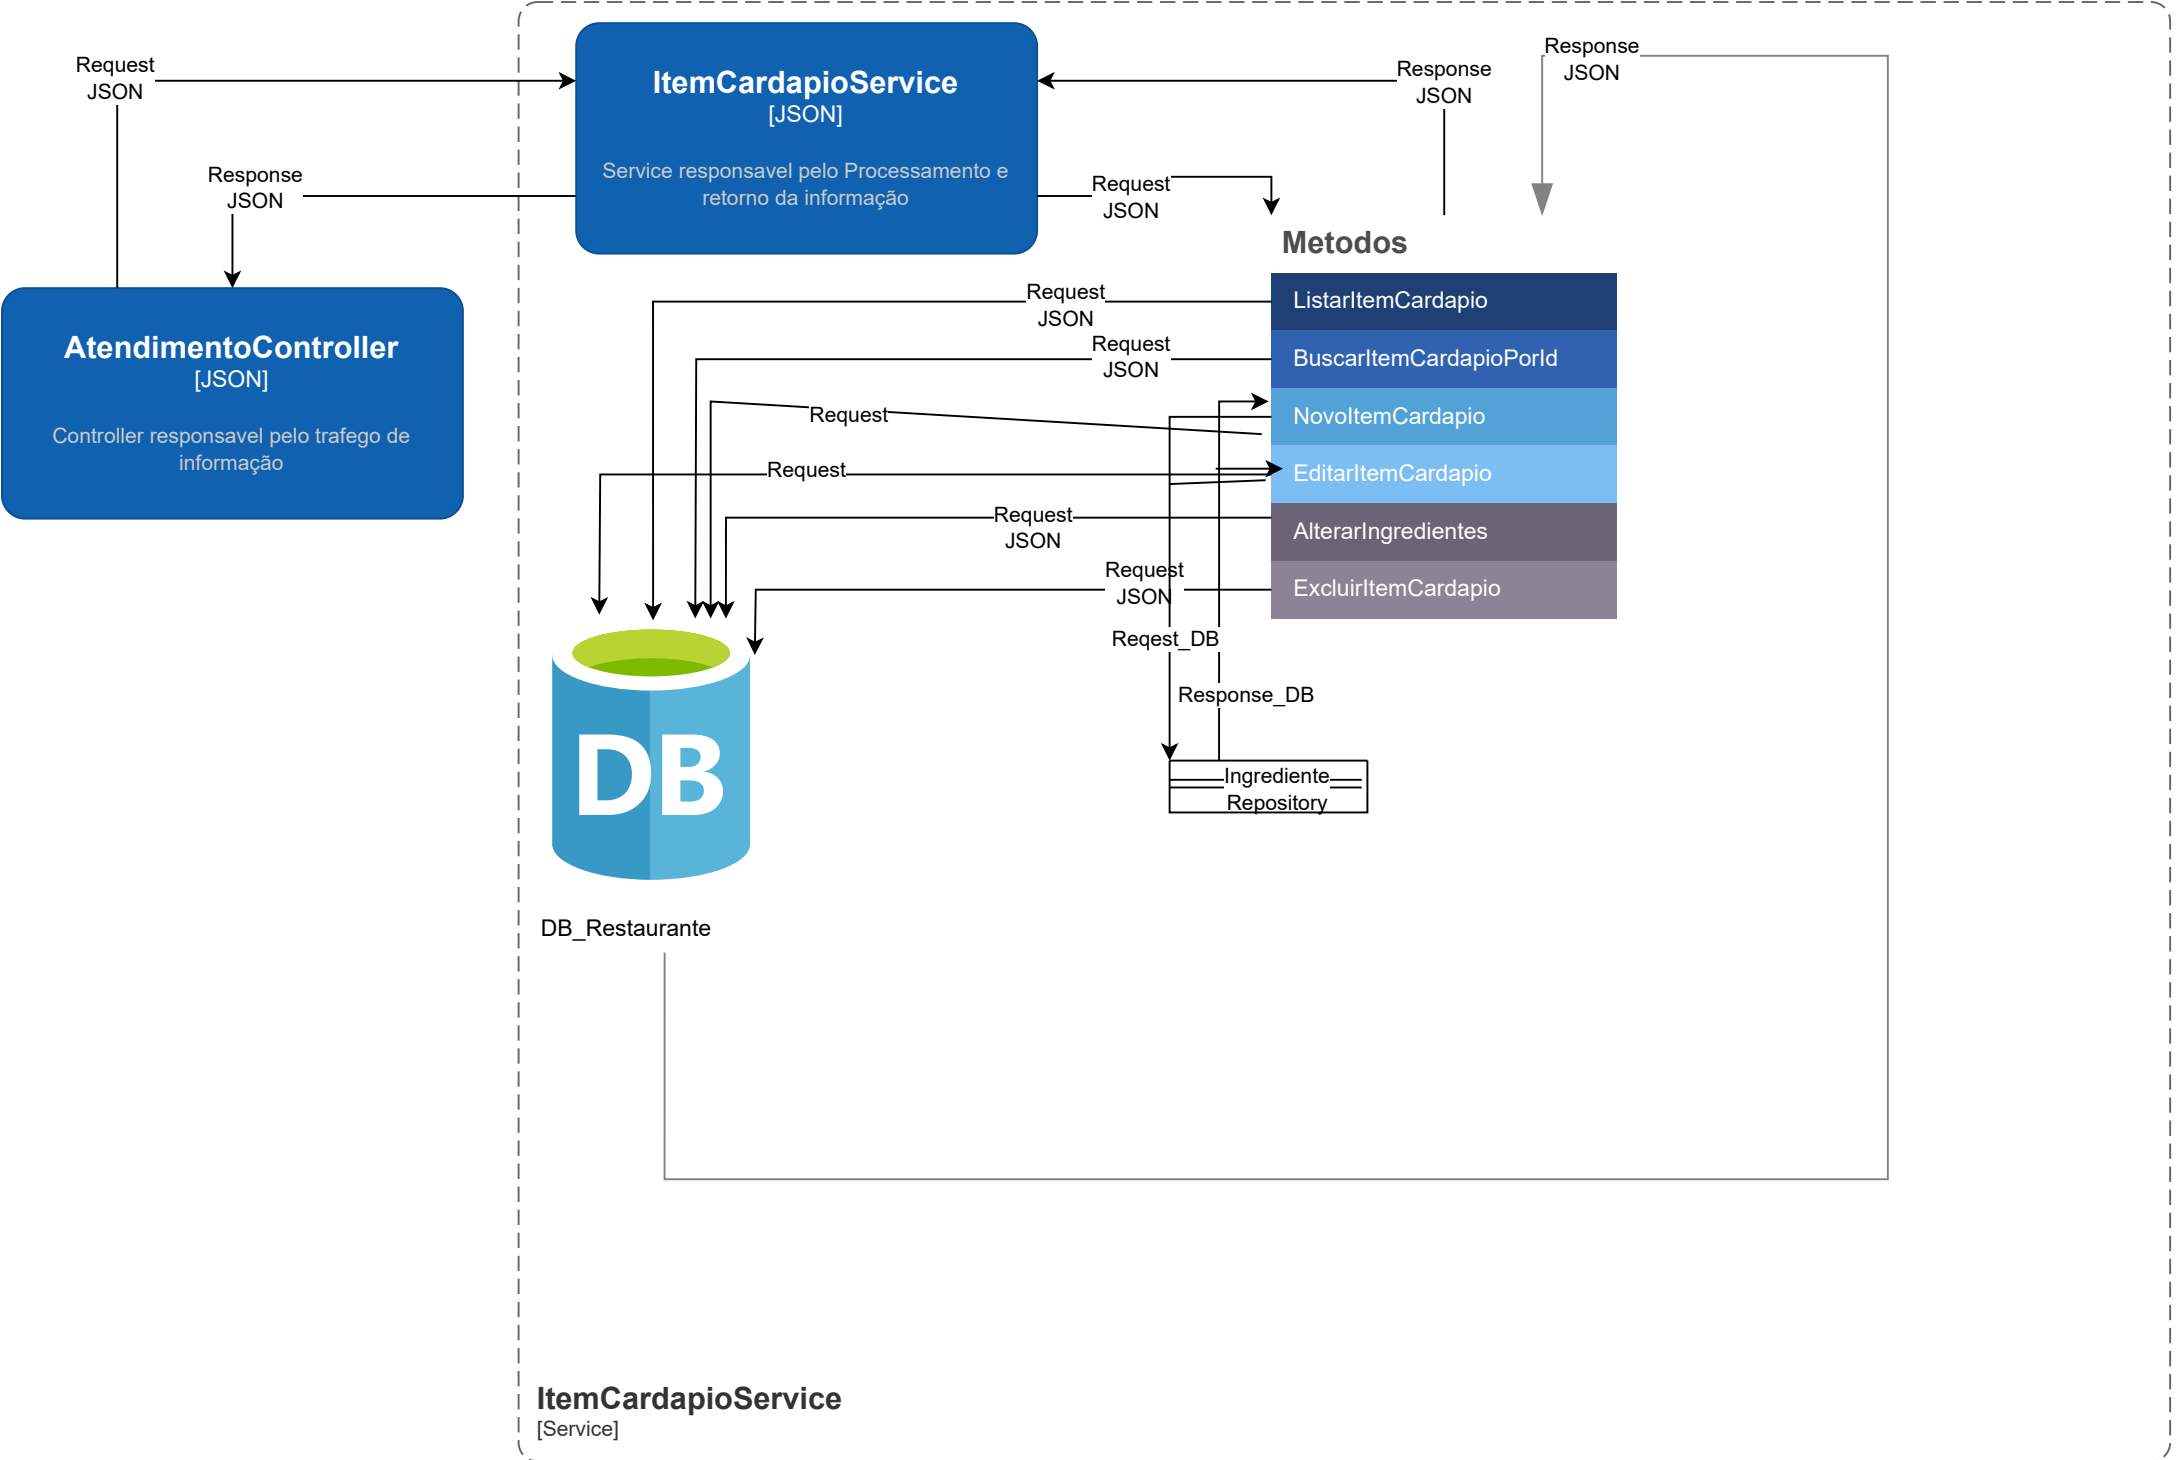 Request
JSON
Response
JSON
AtendimentoController
[JSON]
Controller responsavel pelo trafego de
informação
ItemCardapioService
[JSON]
Service responsavel pelo Processamento e
retorno da informação
Response
JSON
Response
JSON
Request
JSON
Metodos
ListarItemCardapio
BuscarItemCardapioPorId
NovoItemCardapio
EditarItemCardapio
AlterarIngredientes
ExcluirItemCardapio
Request
JSON
Request
JSON
Request
Request
Request
JSON
Request
JSON
Reqest_DB
Response_DB
Ingrediente
Repository
DB
DB_Restaurante
ItemCardapioService
[Service]